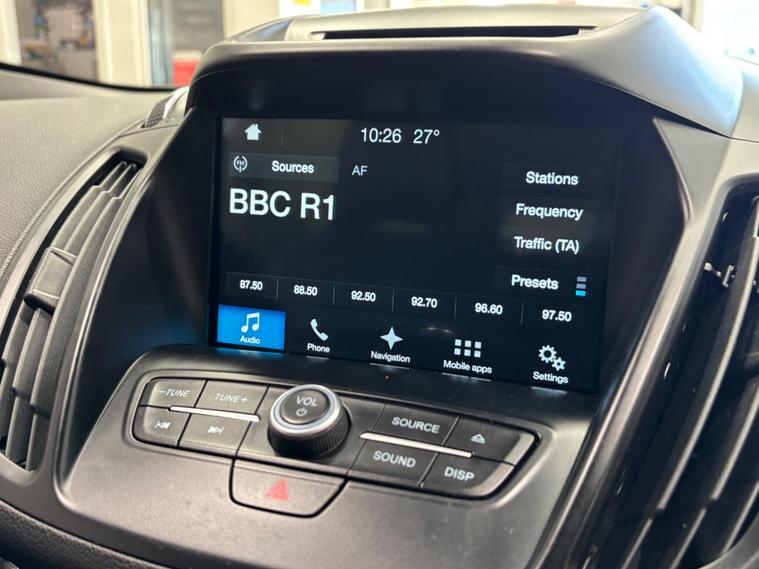 10:26 27°
FM Sources AF
BBC R1
Stations
Frequency
Traffic (TA)
Presets
87.50 88.50 92.50 92.70 96.60 97.50
Audio Phone Navigation Mobile apps Settings
−TUNE TUNE+
VOL
SOURCE
SOUND DISP